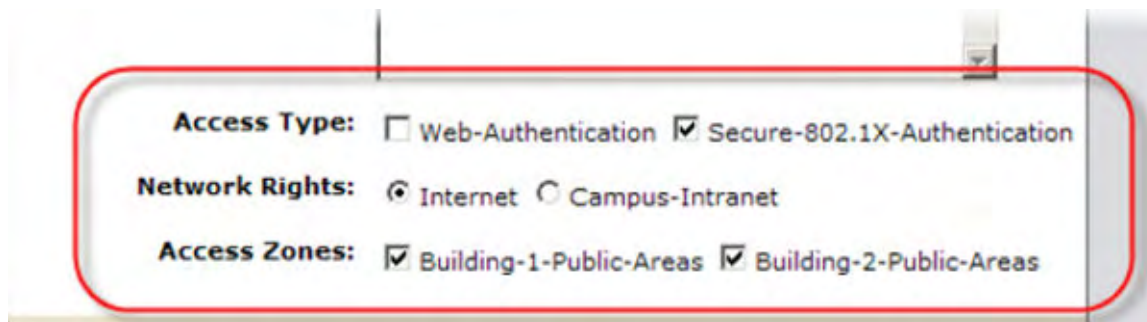 Access Type: Web-Authentication Secure-802.1X-Authentication
Network Rights: Internet Campus-Intranet
Access Zones: Building-1-Public-Areas Building-2-Public-Areas